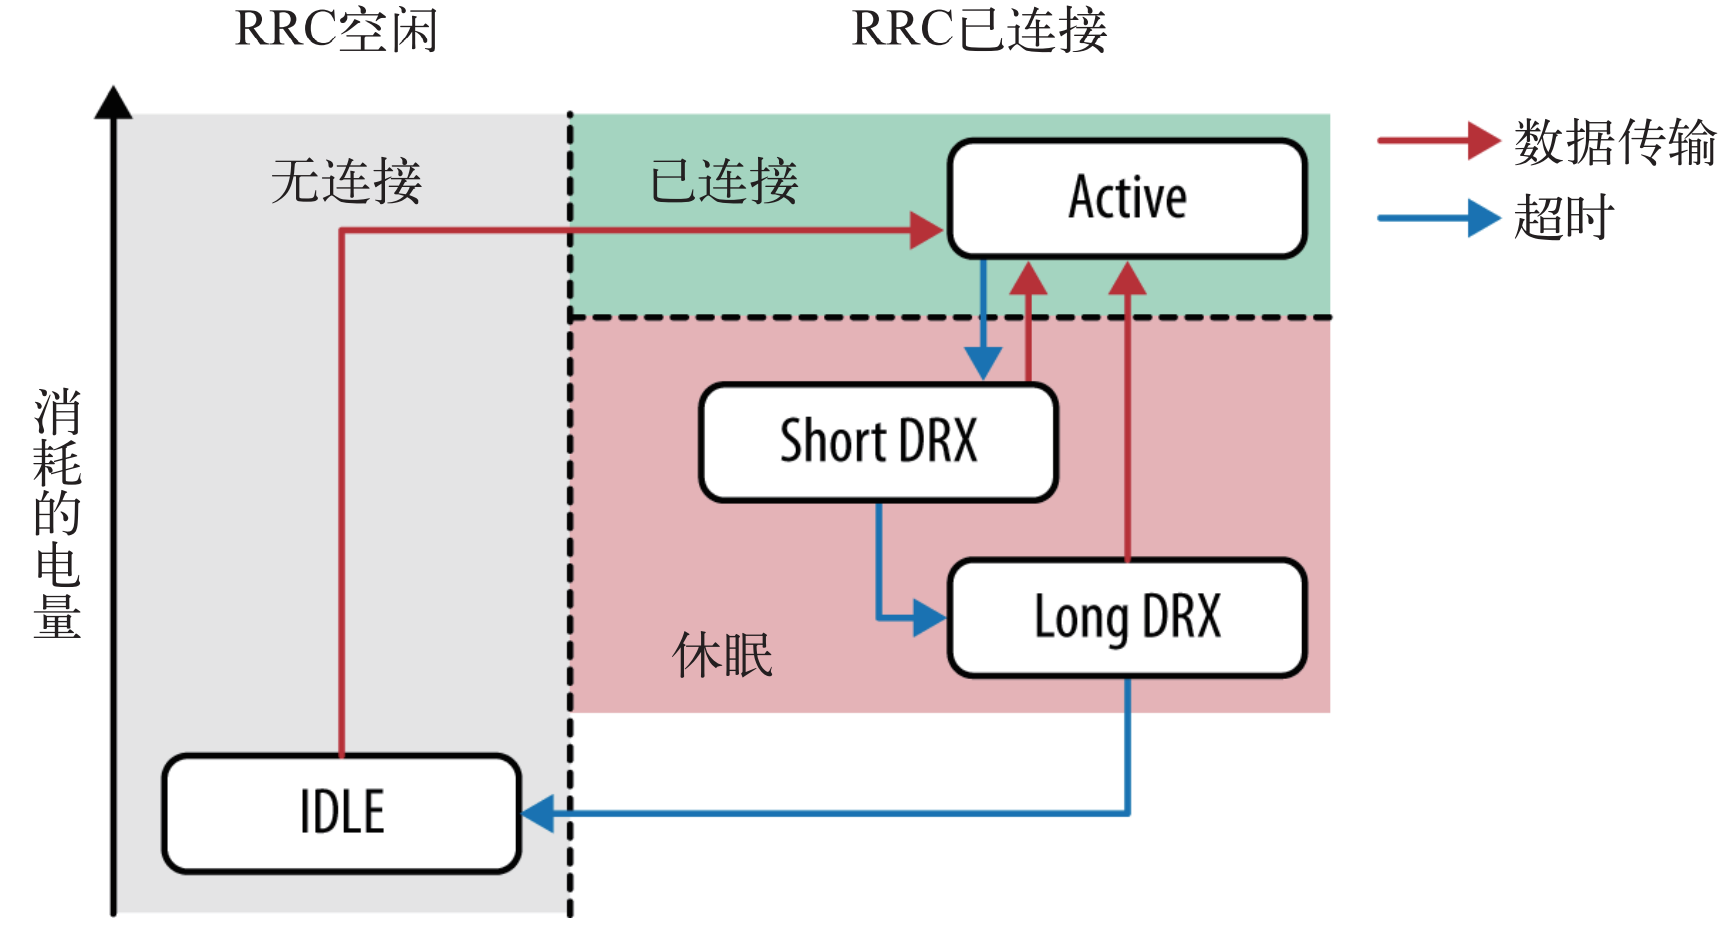 RRC空闲
RRC已连接
无连接
已连接
Active
数据传输
超时
消耗的电量
Short DRX
Long DRX
休眠
IDLE